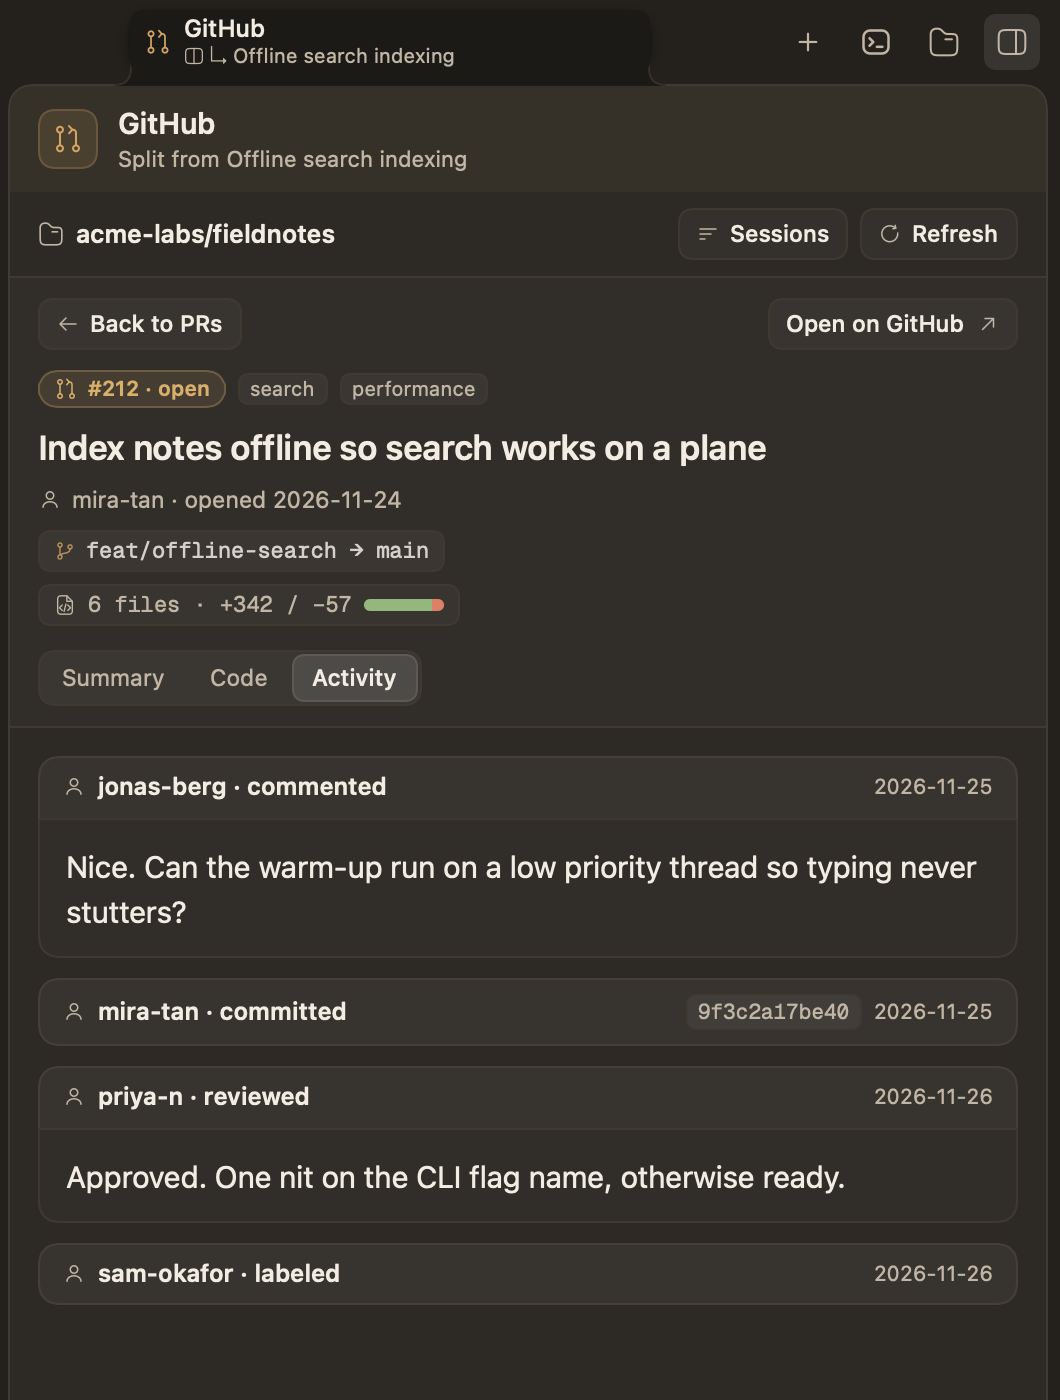 GitHub
Offline search indexing
GitHub
Split from Offline search indexing
acme-labs/fieldnotes
Sessions
Refresh
Back to PRs
Open on GitHub
#212 · open
search
performance
Index notes offline so search works on a plane
mira-tan · opened 2026-11-24
feat/offline-search → main
6 files · +342 / −57
Summary
Code
Activity
jonas-berg · commented
2026-11-25
Nice. Can the warm-up run on a low priority thread so typing never
stutters?
mira-tan · committed
9f3c2a17be40
2026-11-25
priya-n · reviewed
2026-11-26
Approved. One nit on the CLI flag name, otherwise ready.
sam-okafor · labeled
2026-11-26